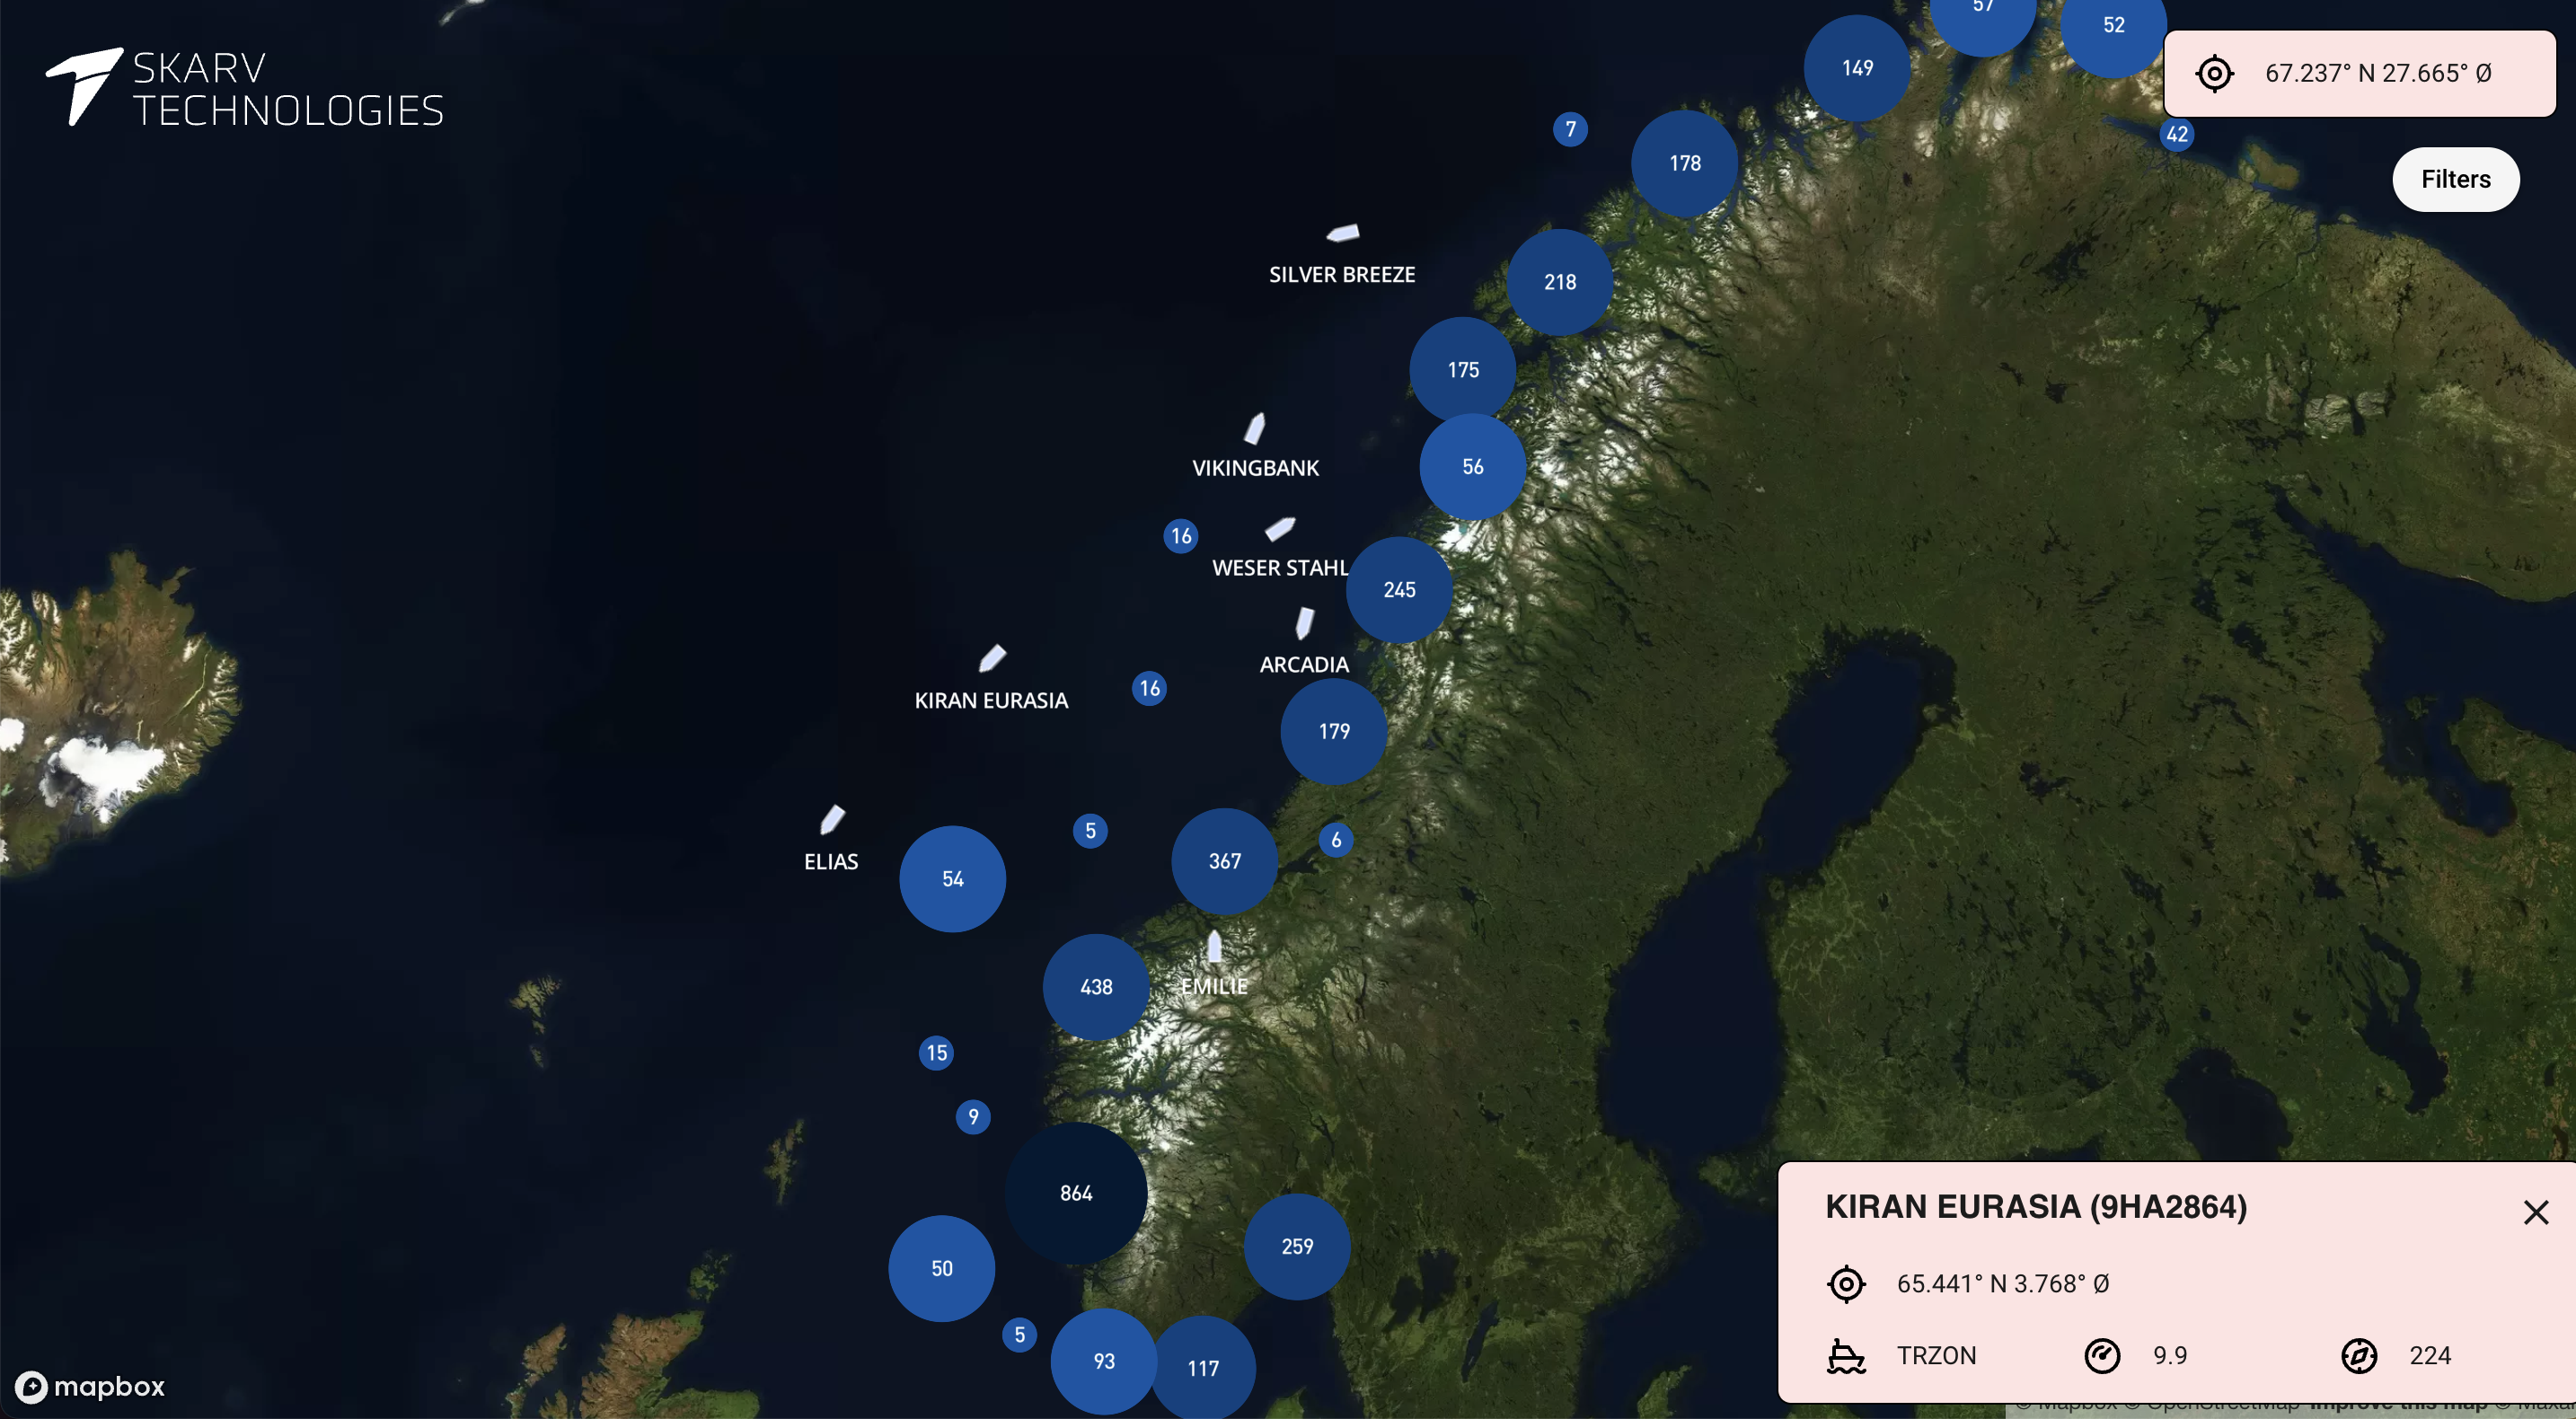 57
52
SKARV
TECHNOLOGIES
149
67.237° N 27.665° Ø
7
42
178
Filters
SILVER BREEZE
218
175
VIKINGBANK
56
16
WESER STAHL
245
ARCADIA
KIRAN EURASIA
16
179
5
6
ELIAS
54
367
438
EMILIE
15
9
864
KIRAN EURASIA (9HA2864)
50
259
65.441° N 3.768° Ø
5
93
117
TRZON
9.9
224
mapbox
© Mapbox © OpenStreetMap Improve this map © Maxa